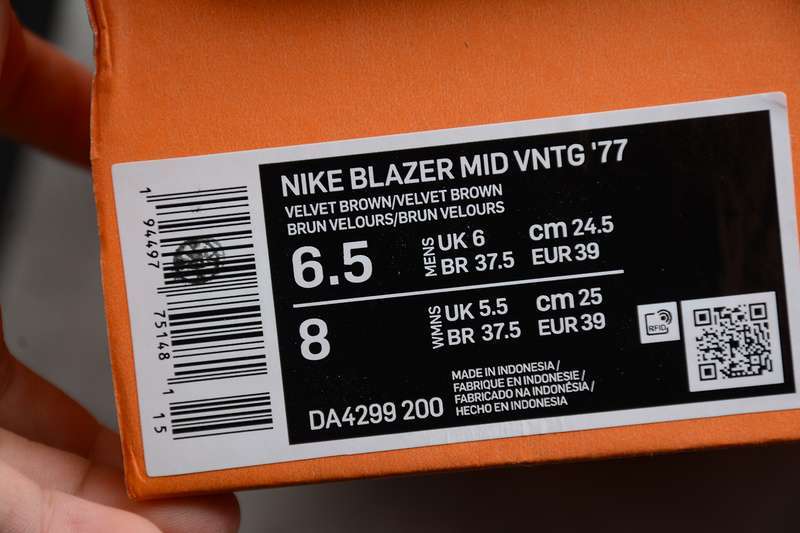 NIKE BLAZER MID VNTG '77
VELVET BROWN/VELVET BROWN
BRUN VELOURS/BRUN VELOURS
6.5 MENS UK 6 cm 24.5
BR 37.5 EUR 39
8 WMNS UK 5.5 cm 25
BR 37.5 EUR 39
DA4299 200
MADE IN INDONESIA/
FABRIQUE EN INDONESIE/
FABRICADO NA INDONÉSIA/
HECHO EN INDONESIA
RFID
1 94497 75148 1 15